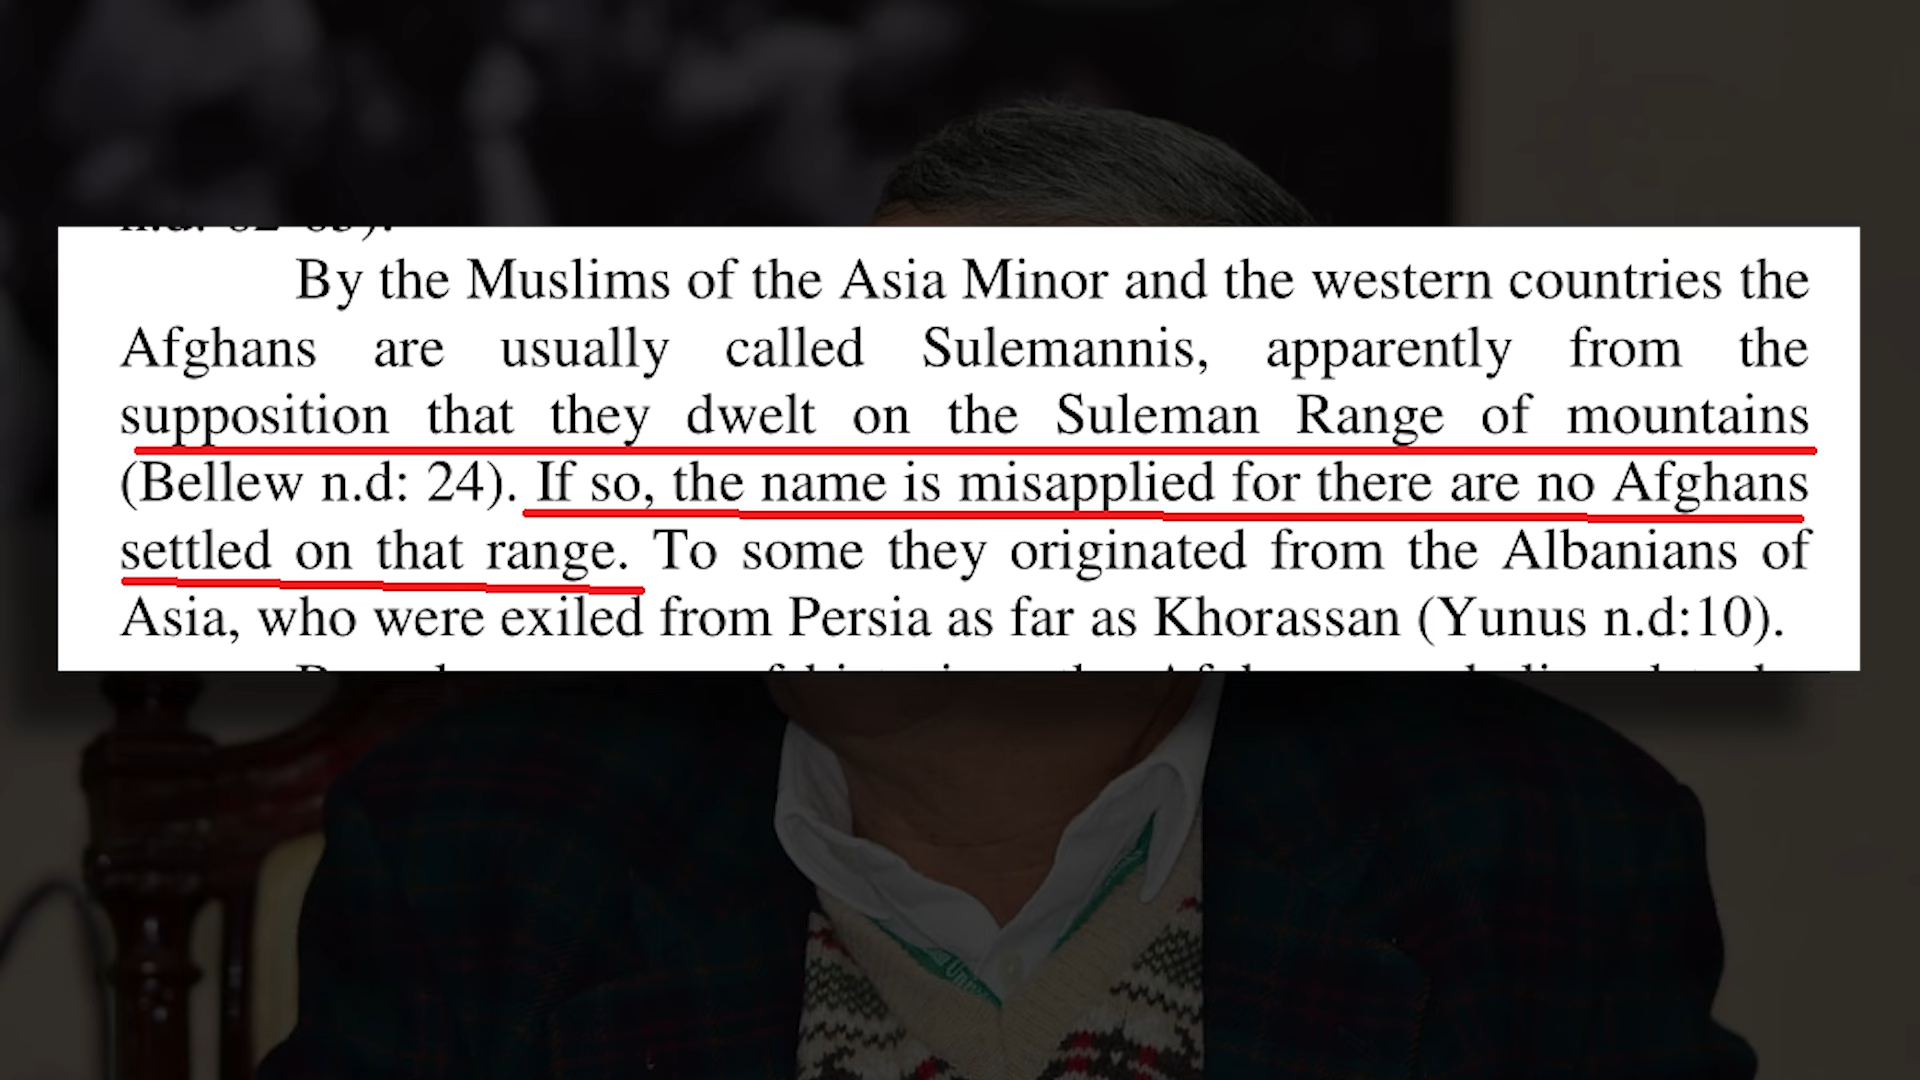 By the Muslims of the Asia Minor and the western countries the
Afghans are usually called Sulemannis, apparently from the
supposition that they dwelt on the Suleman Range of mountains
(Bellew n.d: 24). If so, the name is misapplied for there are no Afghans
settled on that range. To some they originated from the Albanians of
Asia, who were exiled from Persia as far as Khorassan (Yunus n.d:10).